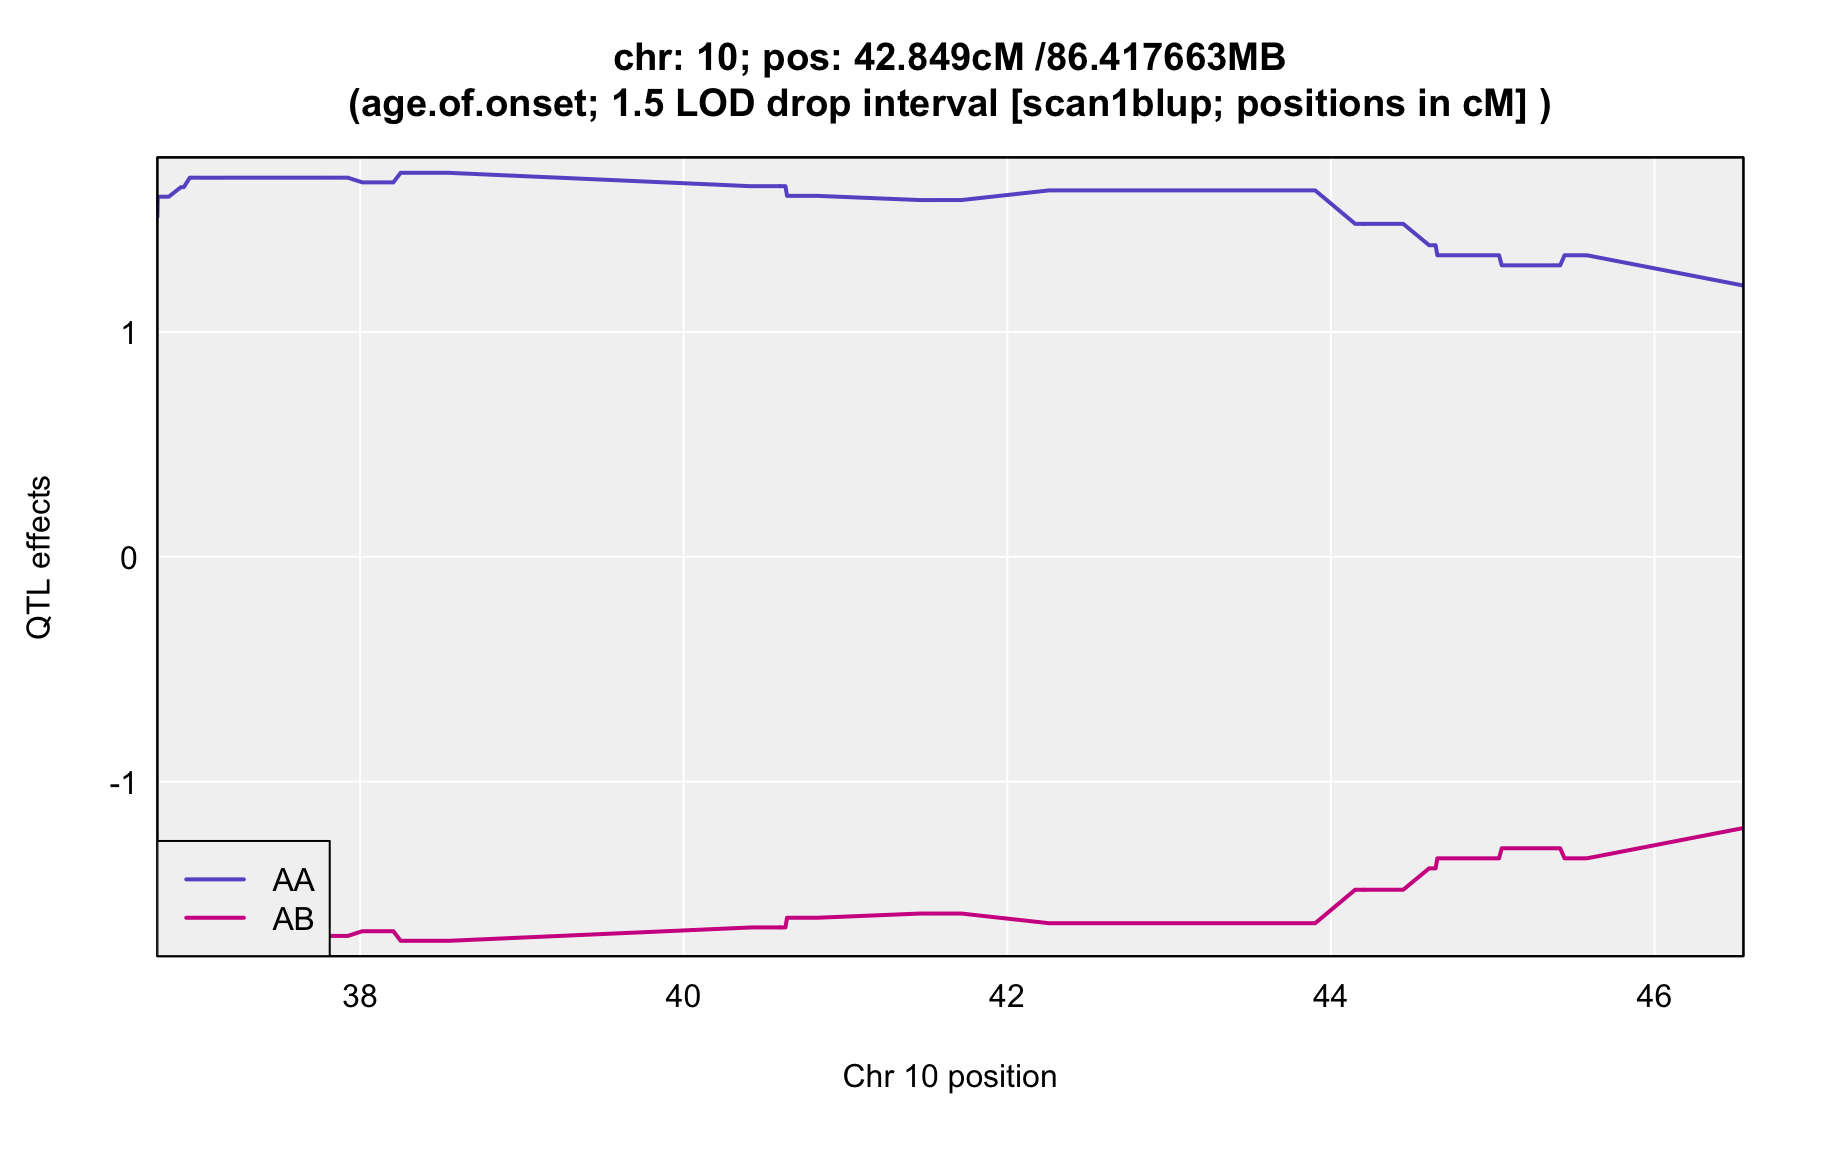 chr: 10; pos: 42.849cM /86.417663MB
(age.of.onset; 1.5 LOD drop interval [scan1blup; positions in cM] )
QTL effects
1
0
-1
AA
AB
38 40 42 44 46
Chr 10 position